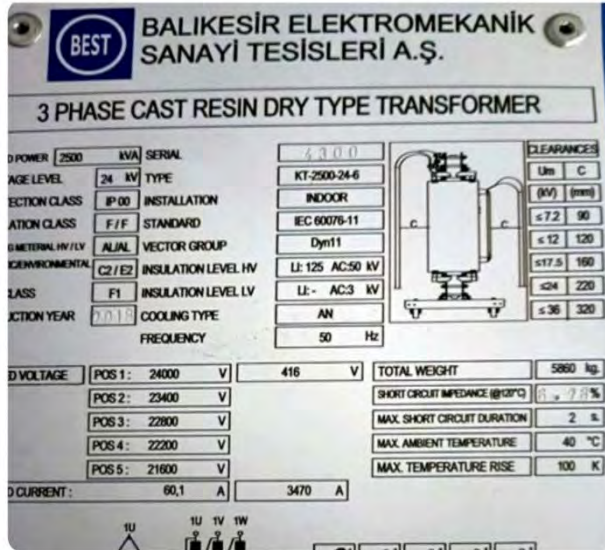 BEST
BALIKESİR ELEKTROMEKANİK
SANAYİ TESİSLERİ A.Ş.
3 PHASE CAST RESIN DRY TYPE TRANSFORMER
D POWER 2500 kVA SERIAL 4300
AGE LEVEL 24 kV TYPE KT-2500-24-6
ECTION CLASS IP 00 INSTALLATION INDOOR
ATION CLASS F/F STANDARD IEC 60076-11
G METERIAL HV / LV AL/AL VECTOR GROUP Dyn11
C/ENVIRONMENTAL C2 / E2 INSULATION LEVEL HV LI: 125 AC:50 kV
LASS F1 INSULATION LEVEL LV LI: - AC:3 kV
UCTION YEAR 2018 COOLING TYPE AN
FREQUENCY 50 Hz
C C
CLEARANCES
Um C
(kV) (mm)
≤ 7.2 90
≤ 12 120
≤17.5 160
≤24 220
≤ 36 320
D VOLTAGE POS 1 : 24000 V 416 V
POS 2 : 23400 V
POS 3 : 22800 V
POS 4 : 22200 V
POS 5 : 21600 V
D CURRENT : 60,1 A 3470 A
TOTAL WEIGHT 5860 kg.
SHORT CIRCUIT IMPEDANCE (@120°C) %
MAX. SHORT CIRCUIT DURATION 2 s.
MAX. AMBIENT TEMPERATURE 40 °C
MAX. TEMPERATURE RISE 100 K
1U 1U 1V 1W